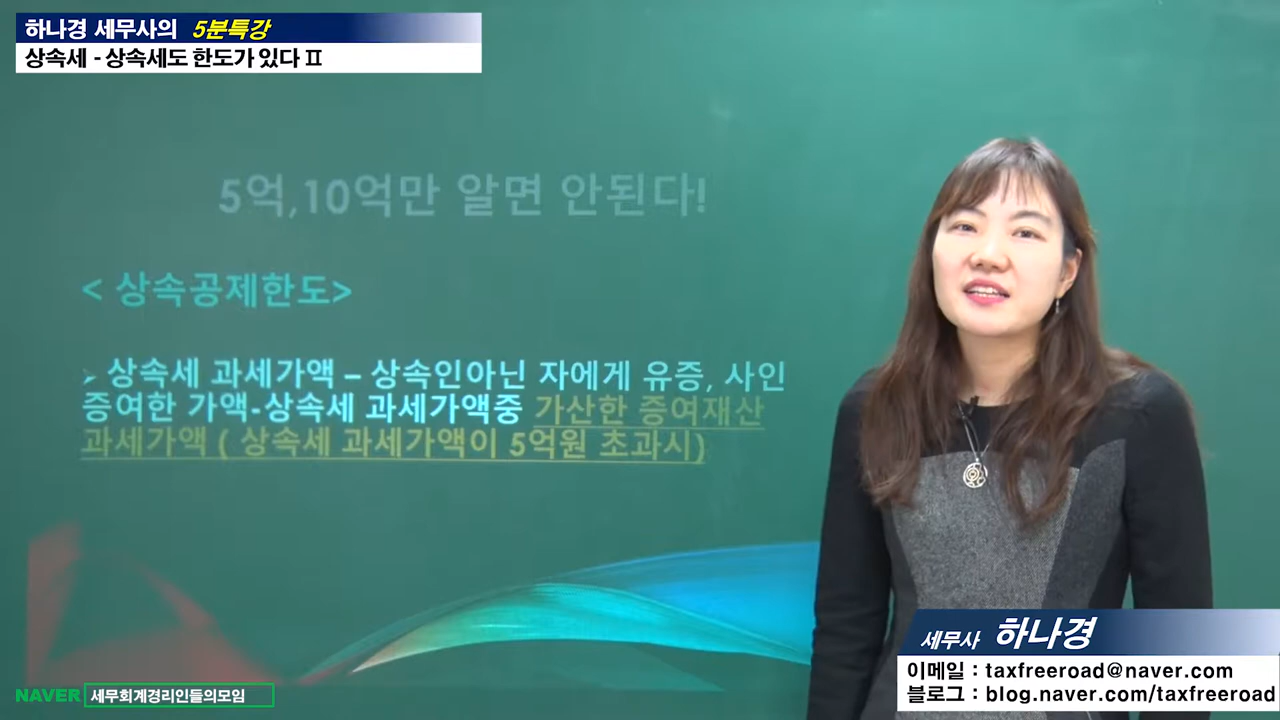 하나경 세무사의 5분특강
상속세 - 상속세도 한도가 있다 Ⅱ
5억,10억만 알면 안된다!
< 상속공제한도>
➢ 상속세 과세가액 – 상속인아닌 자에게 유증, 사인
증여한 가액-상속세 과세가액중 가산한 증여재산
과세가액 ( 상속세 과세가액이 5억원 초과시)
세무사 하나경
이메일 : taxfreeroad@naver.com
블로그 : blog.naver.com/taxfreeroad
NAVER 세무회계경리인들의모임